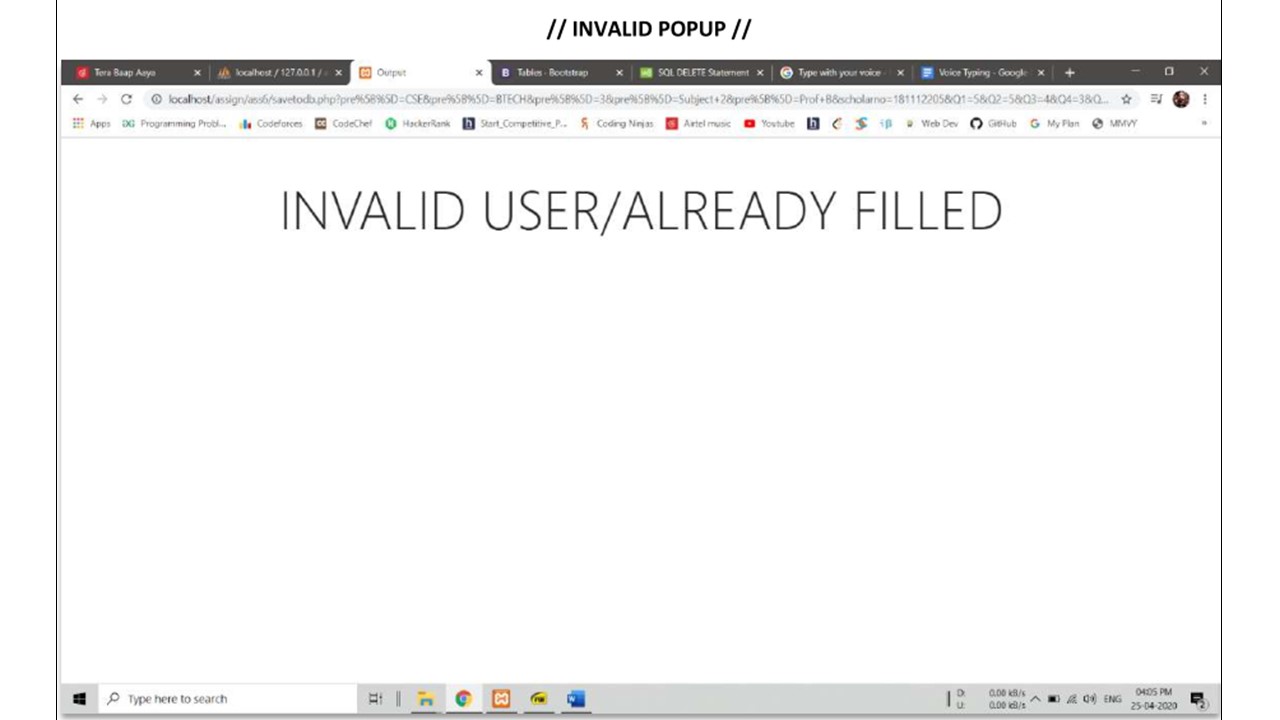 // INVALID POPUP //
Tera Baap Aaya
localhost / 127.0.0.1 /
Output
Tables · Bootstrap
SQL DELETE Statement
Type with your voice
Voice Typing - Google
localhost/assign/ass6/savetodb.php?pre%5B%5D=CSE&pre%5B%5D=BTECH&pre%5B%5D=3&pre%5B%5D=Subject+2&pre%5B%5D=Prof+B&scholarno=181112205&Q1=5&Q2=5&Q3=4&Q4=3&Q...
Apps DG Programming Probl... Codeforces CC CodeChef HackerRank h Start_Competitive_P... Coding Ninjas Airtel music Youtube h Web Dev GitHub G My Plan MMVY »
INVALID USER/ALREADY FILLED
Type here to search
D: 0.00 kB/s
U: 0.00 kB/s
ENG
04:05 PM
25-04-2020
2